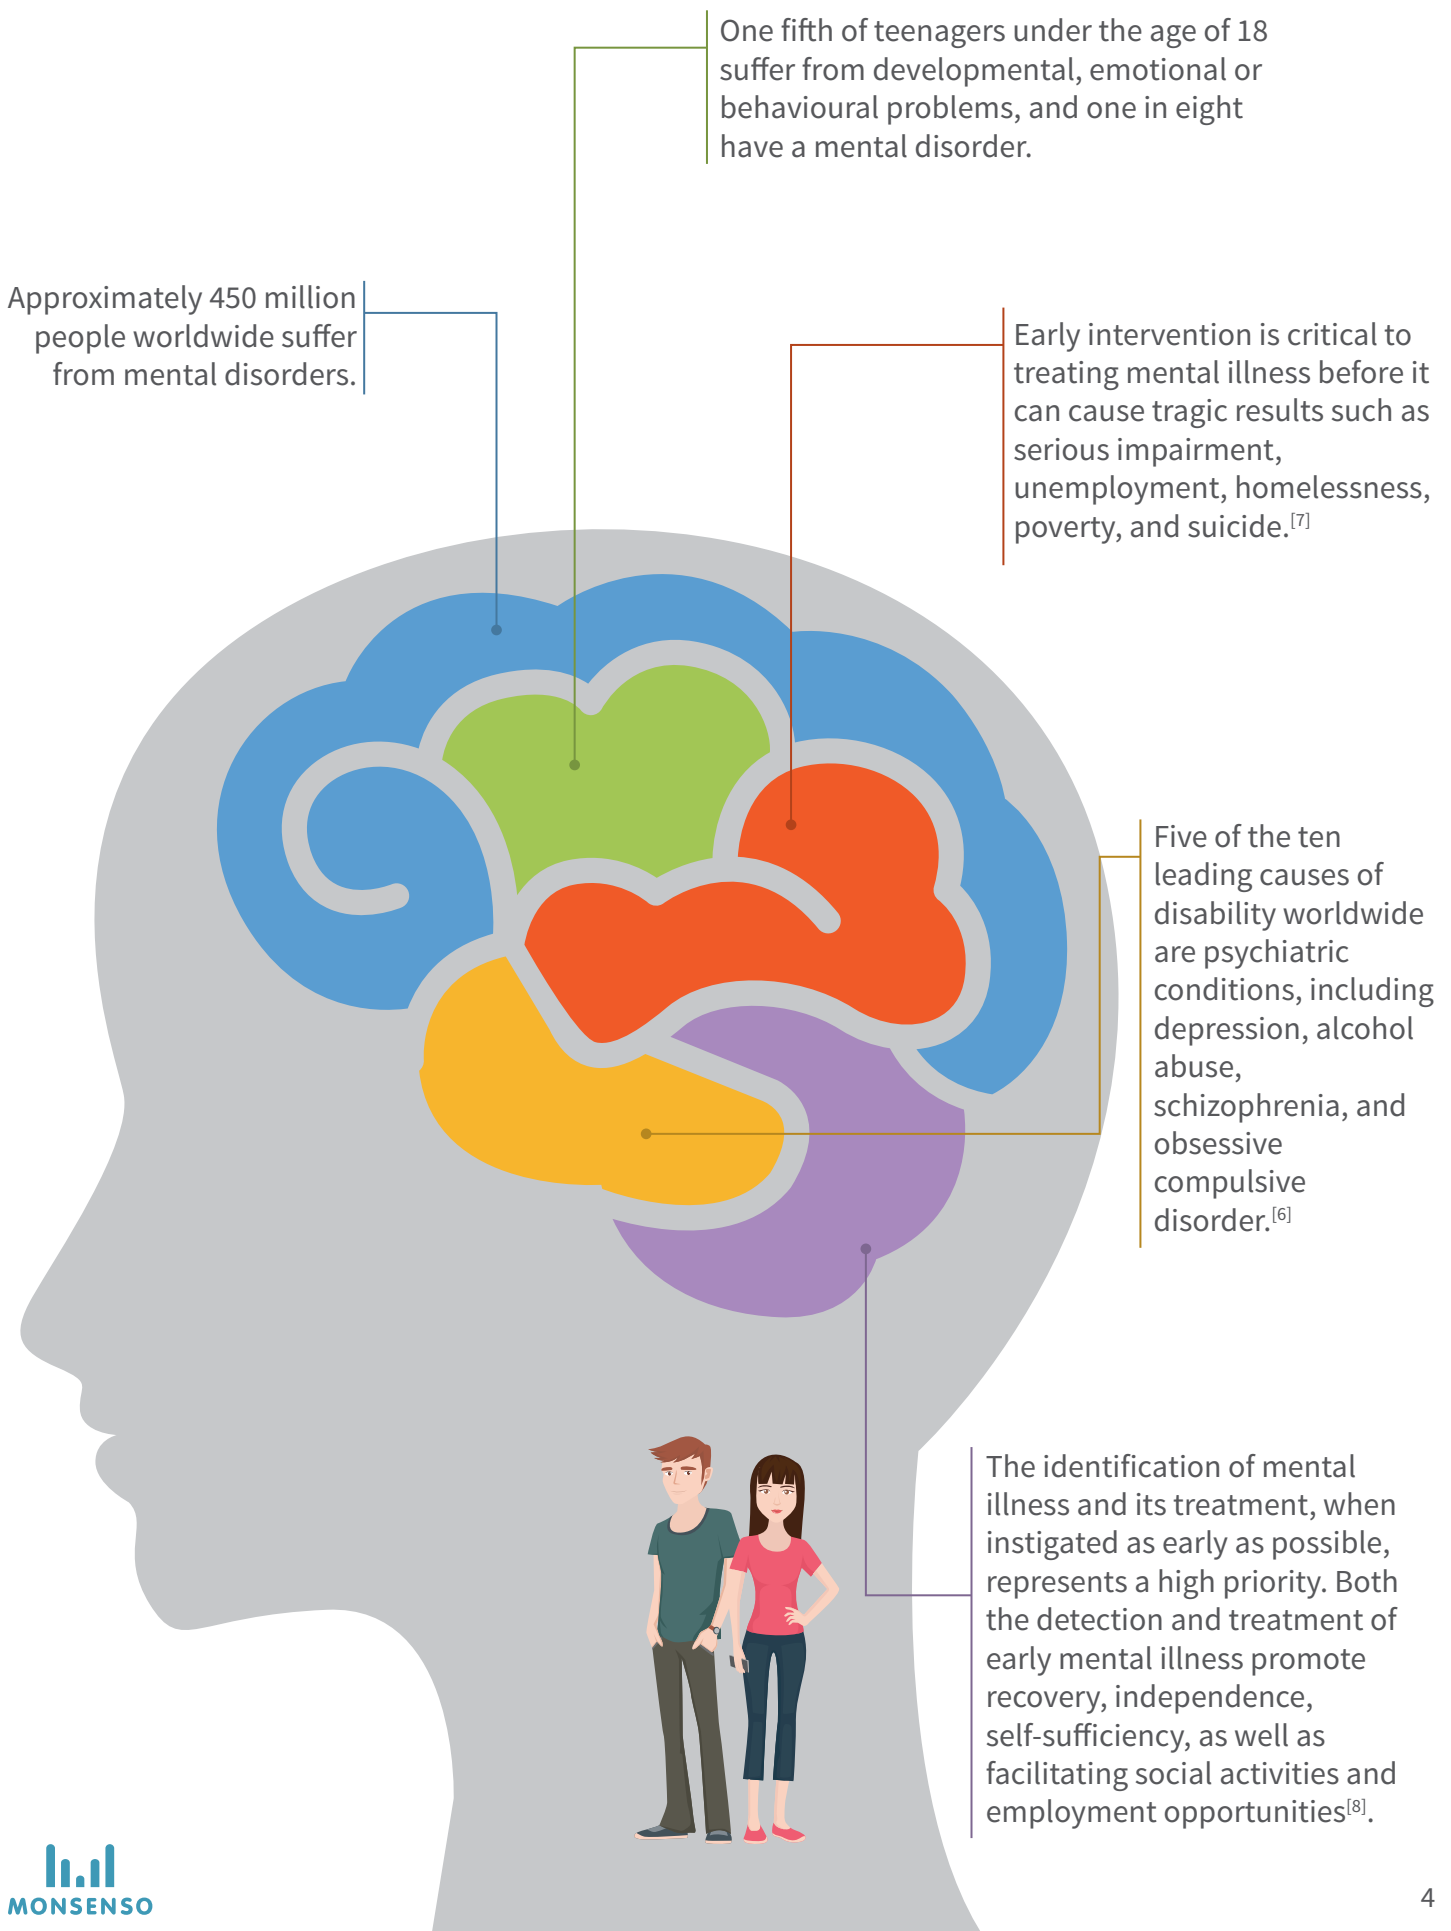 One fifth of teenagers under the age of 18
suffer from developmental, emotional or
behavioural problems, and one in eight
have a mental disorder.
Approximately 450 million
people worldwide suffer
from mental disorders.
Early intervention is critical to
treating mental illness before it
can cause tragic results such as
serious impairment,
unemployment, homelessness,
poverty, and suicide.[7]
Five of the ten
leading causes of
disability worldwide
are psychiatric
conditions, including
depression, alcohol
abuse,
schizophrenia, and
obsessive
compulsive
disorder.[6]
The identification of mental
illness and its treatment, when
instigated as early as possible,
represents a high priority. Both
the detection and treatment of
early mental illness promote
recovery, independence,
self-sufficiency, as well as
facilitating social activities and
employment opportunities[8].
MONSENSO
4